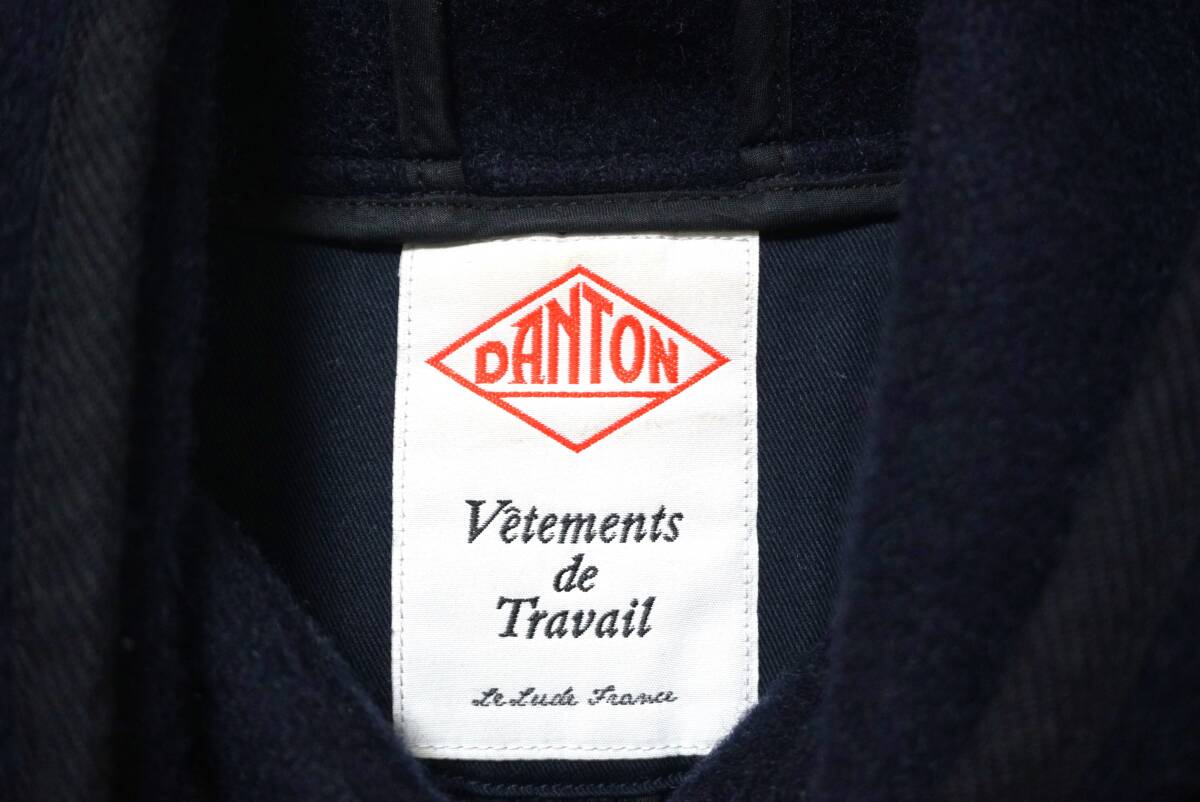 DANTON
Vêtements
de
Travail
Le Lude France